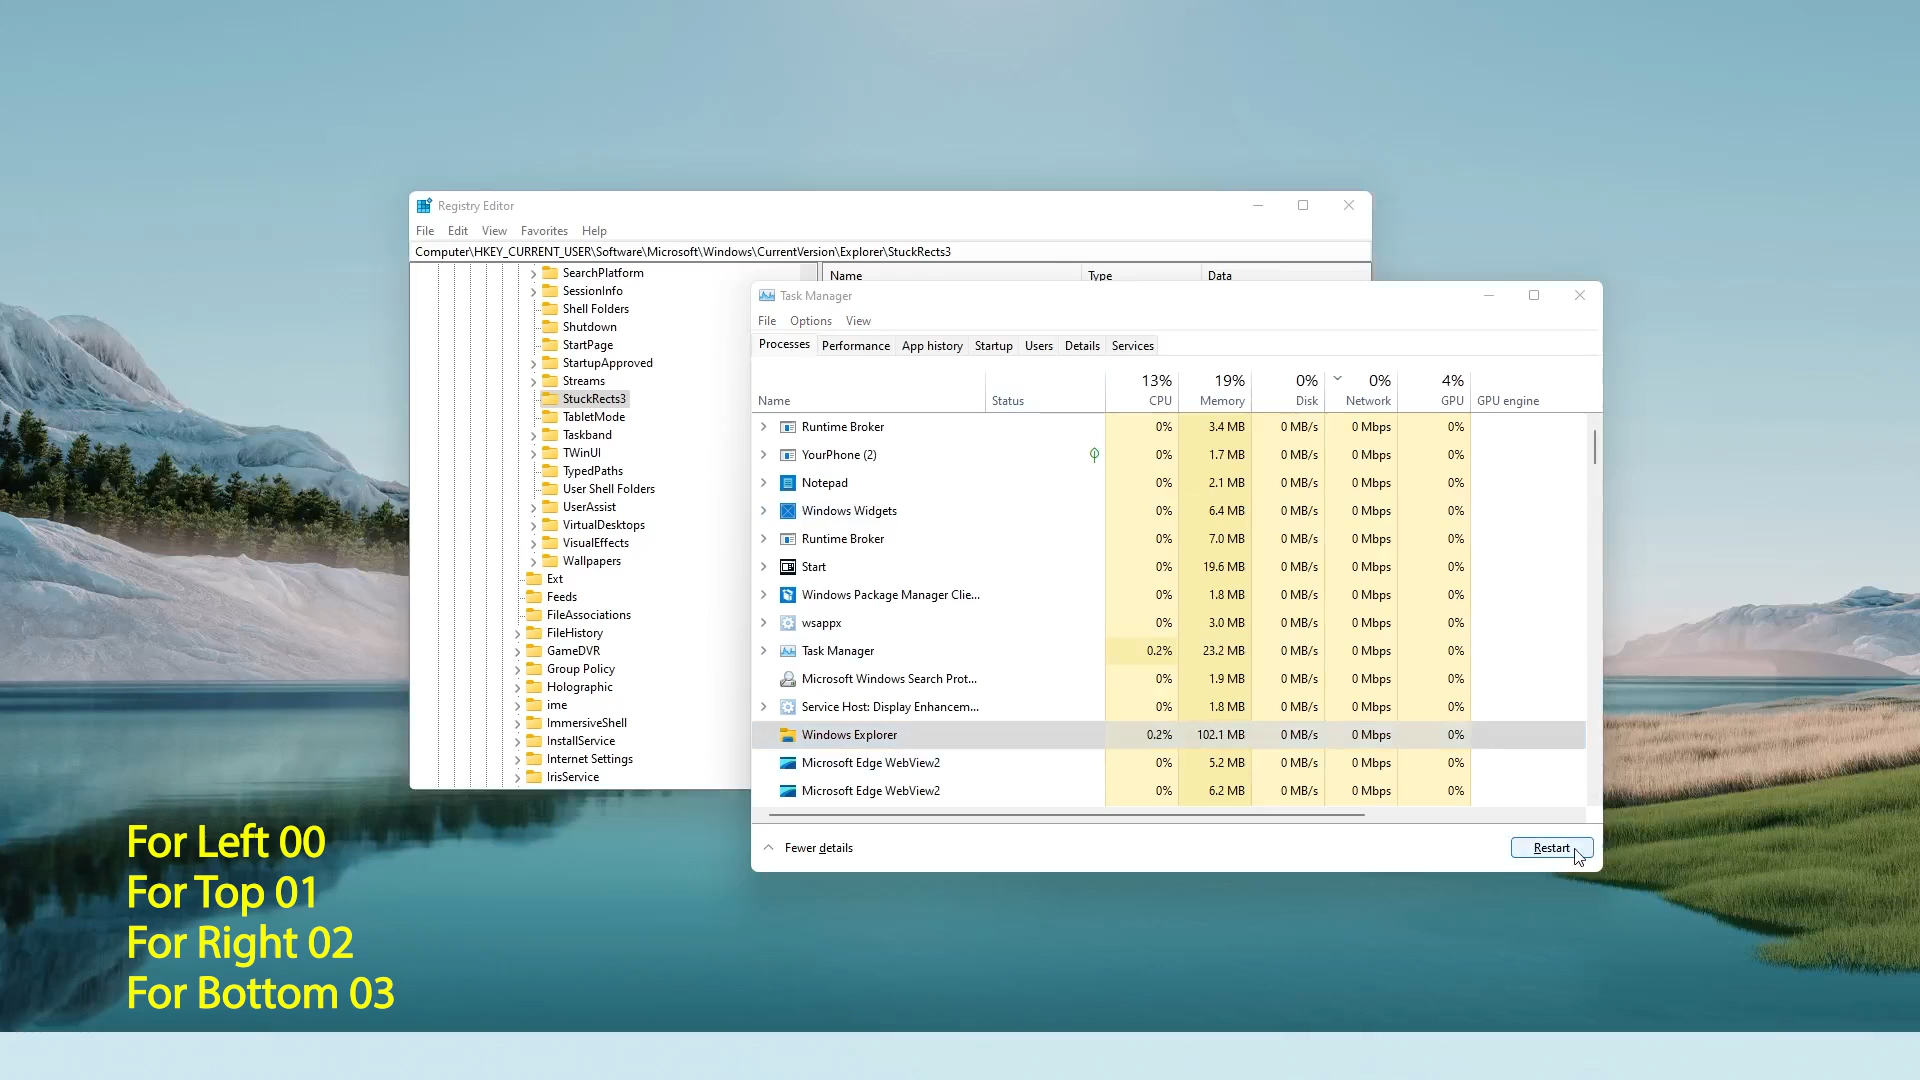 Registry Editor
File Edit View Favorites Help
Computer\HKEY_CURRENT_USER\Software\Microsoft\Windows\CurrentVersion\Explorer\StuckRects3
SearchPlatform
SessionInfo
Shell Folders
Shutdown
StartPage
StartupApproved
Streams
StuckRects3
TabletMode
Taskband
TWinUI
TypedPaths
User Shell Folders
UserAssist
VirtualDesktops
VisualEffects
Wallpapers
Ext
Feeds
FileAssociations
FileHistory
GameDVR
Group Policy
Holographic
ime
ImmersiveShell
InstallService
Internet Settings
IrisService
Name Type Data
Task Manager
File Options View
Processes Performance App history Startup Users Details Services
13% 19% 0% 0% 4%
Name Status CPU Memory Disk Network GPU GPU engine
Runtime Broker 0% 3.4 MB 0 MB/s 0 Mbps 0%
YourPhone (2) 0% 1.7 MB 0 MB/s 0 Mbps 0%
Notepad 0% 2.1 MB 0 MB/s 0 Mbps 0%
Windows Widgets 0% 6.4 MB 0 MB/s 0 Mbps 0%
Runtime Broker 0% 7.0 MB 0 MB/s 0 Mbps 0%
Start 0% 19.6 MB 0 MB/s 0 Mbps 0%
Windows Package Manager Clie... 0% 1.8 MB 0 MB/s 0 Mbps 0%
wsappx 0% 3.0 MB 0 MB/s 0 Mbps 0%
Task Manager 0.2% 23.2 MB 0 MB/s 0 Mbps 0%
Microsoft Windows Search Prot... 0% 1.9 MB 0 MB/s 0 Mbps 0%
Service Host: Display Enhancem... 0% 1.8 MB 0 MB/s 0 Mbps 0%
Windows Explorer 0.2% 102.1 MB 0 MB/s 0 Mbps 0%
Microsoft Edge WebView2 0% 5.2 MB 0 MB/s 0 Mbps 0%
Microsoft Edge WebView2 0% 6.2 MB 0 MB/s 0 Mbps 0%
Fewer details Restart
For Left 00
For Top 01
For Right 02
For Bottom 03